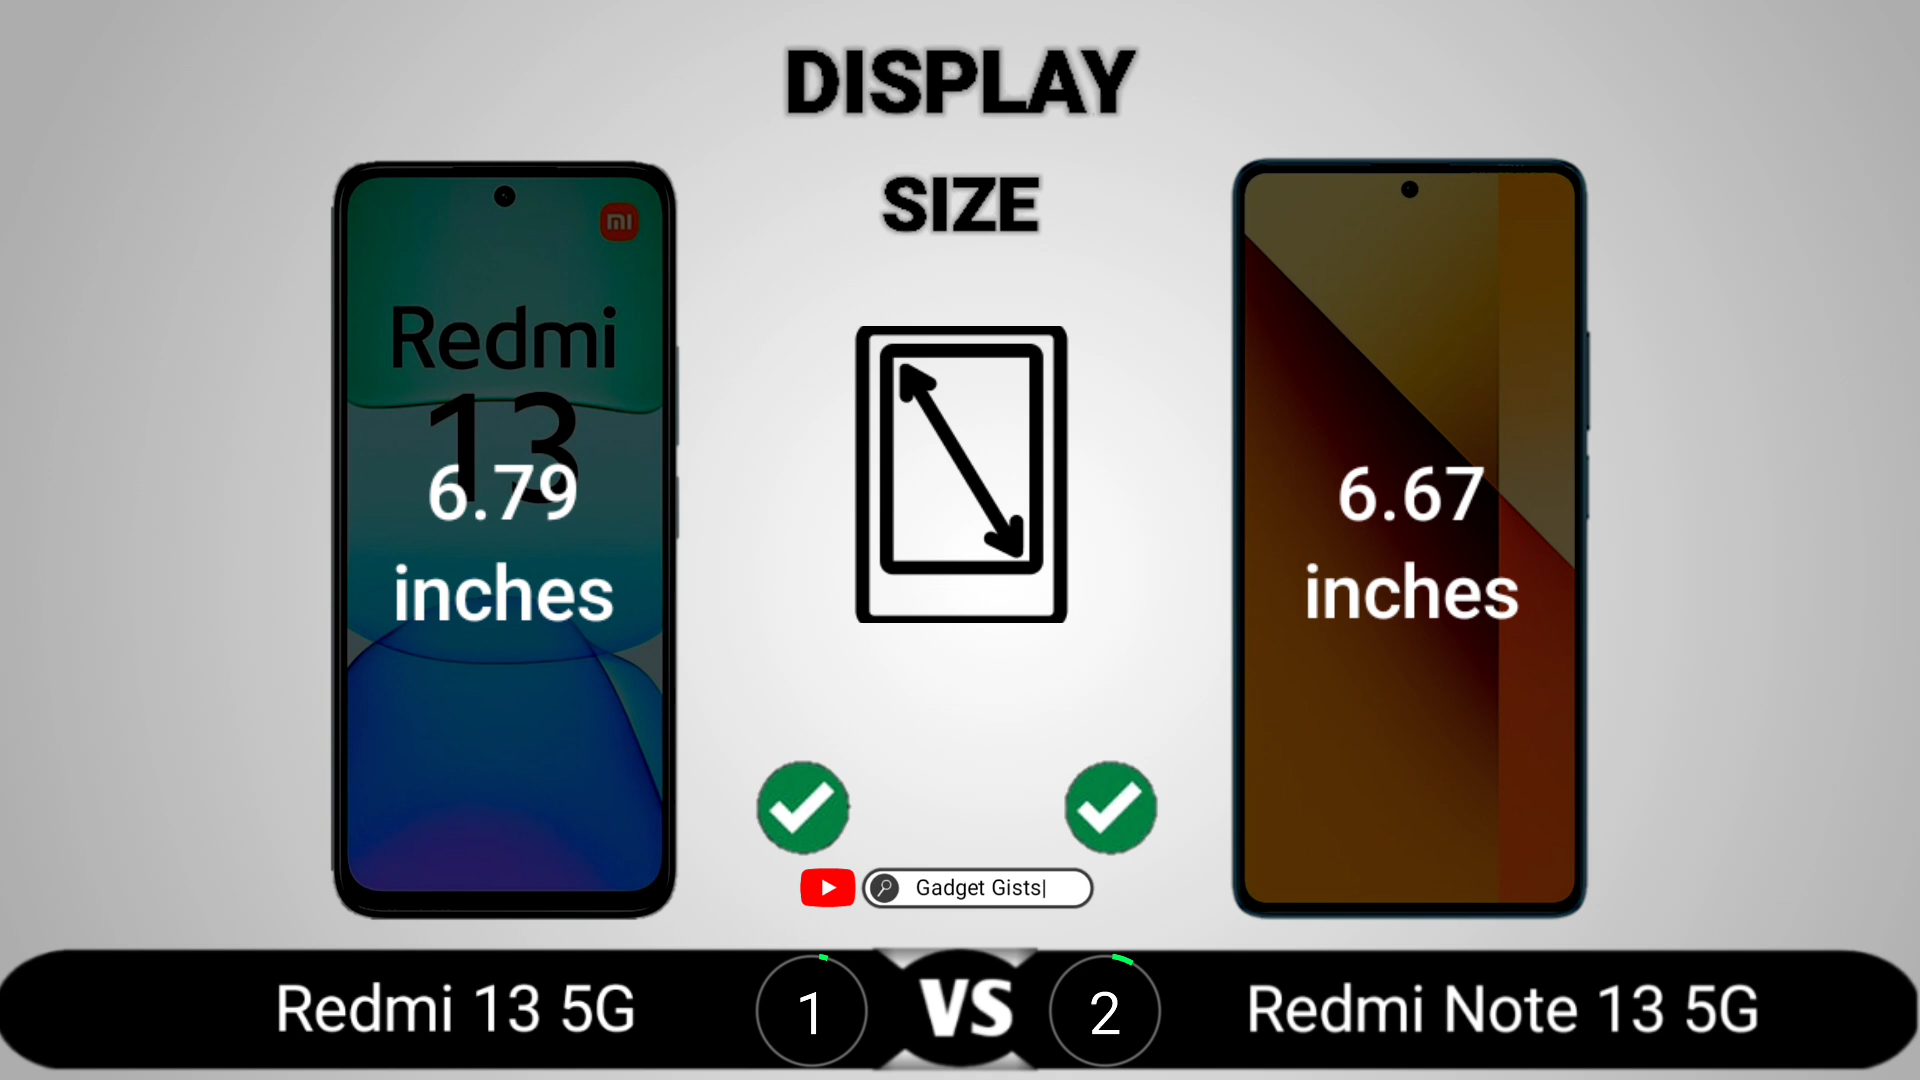 DISPLAY
SIZE
mi
Redmi
13
6.79
inches
6.67
inches
Gadget Gists|
Redmi 13 5G
1
VS
2
Redmi Note 13 5G